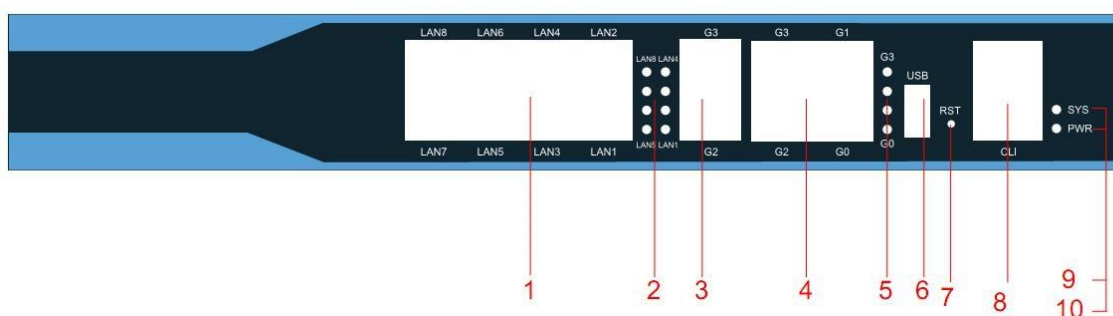 LAN8 LAN6 LAN4 LAN2 G3 G3 G1
LAN8 LAN4 G3
USB
RST
SYS
PWR
LAN5 LAN1 G0
LAN7 LAN5 LAN3 LAN1 G2 G2 G0 CLI
1 2 3 4 5 6 7 8 9
10